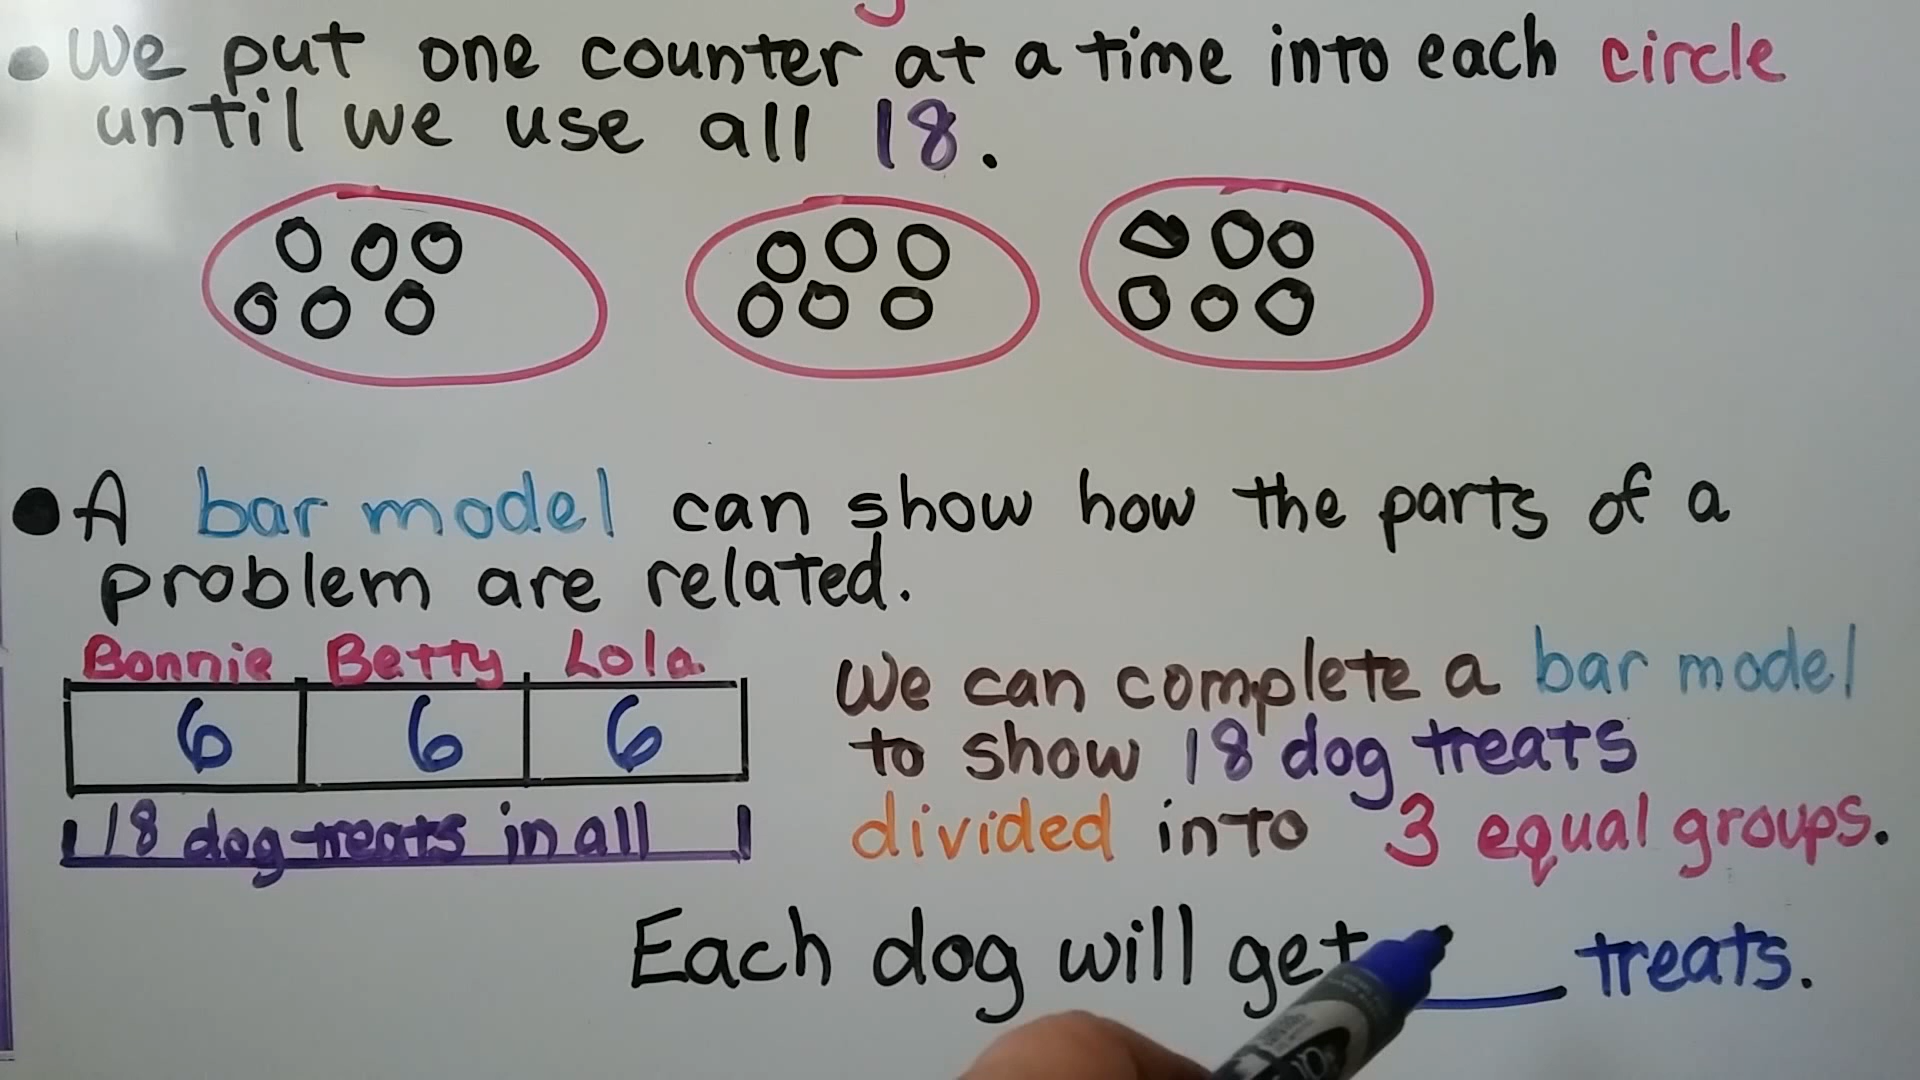 We put one counter at a time into each circle
until we use all 18.
A bar model can show how the parts of a
problem are related.
Bonnie Betty Lola
6 6 6
18 dog treats in all
We can complete a bar model
to show 18 dog treats
divided into 3 equal groups.
Each dog will get ___ treats.